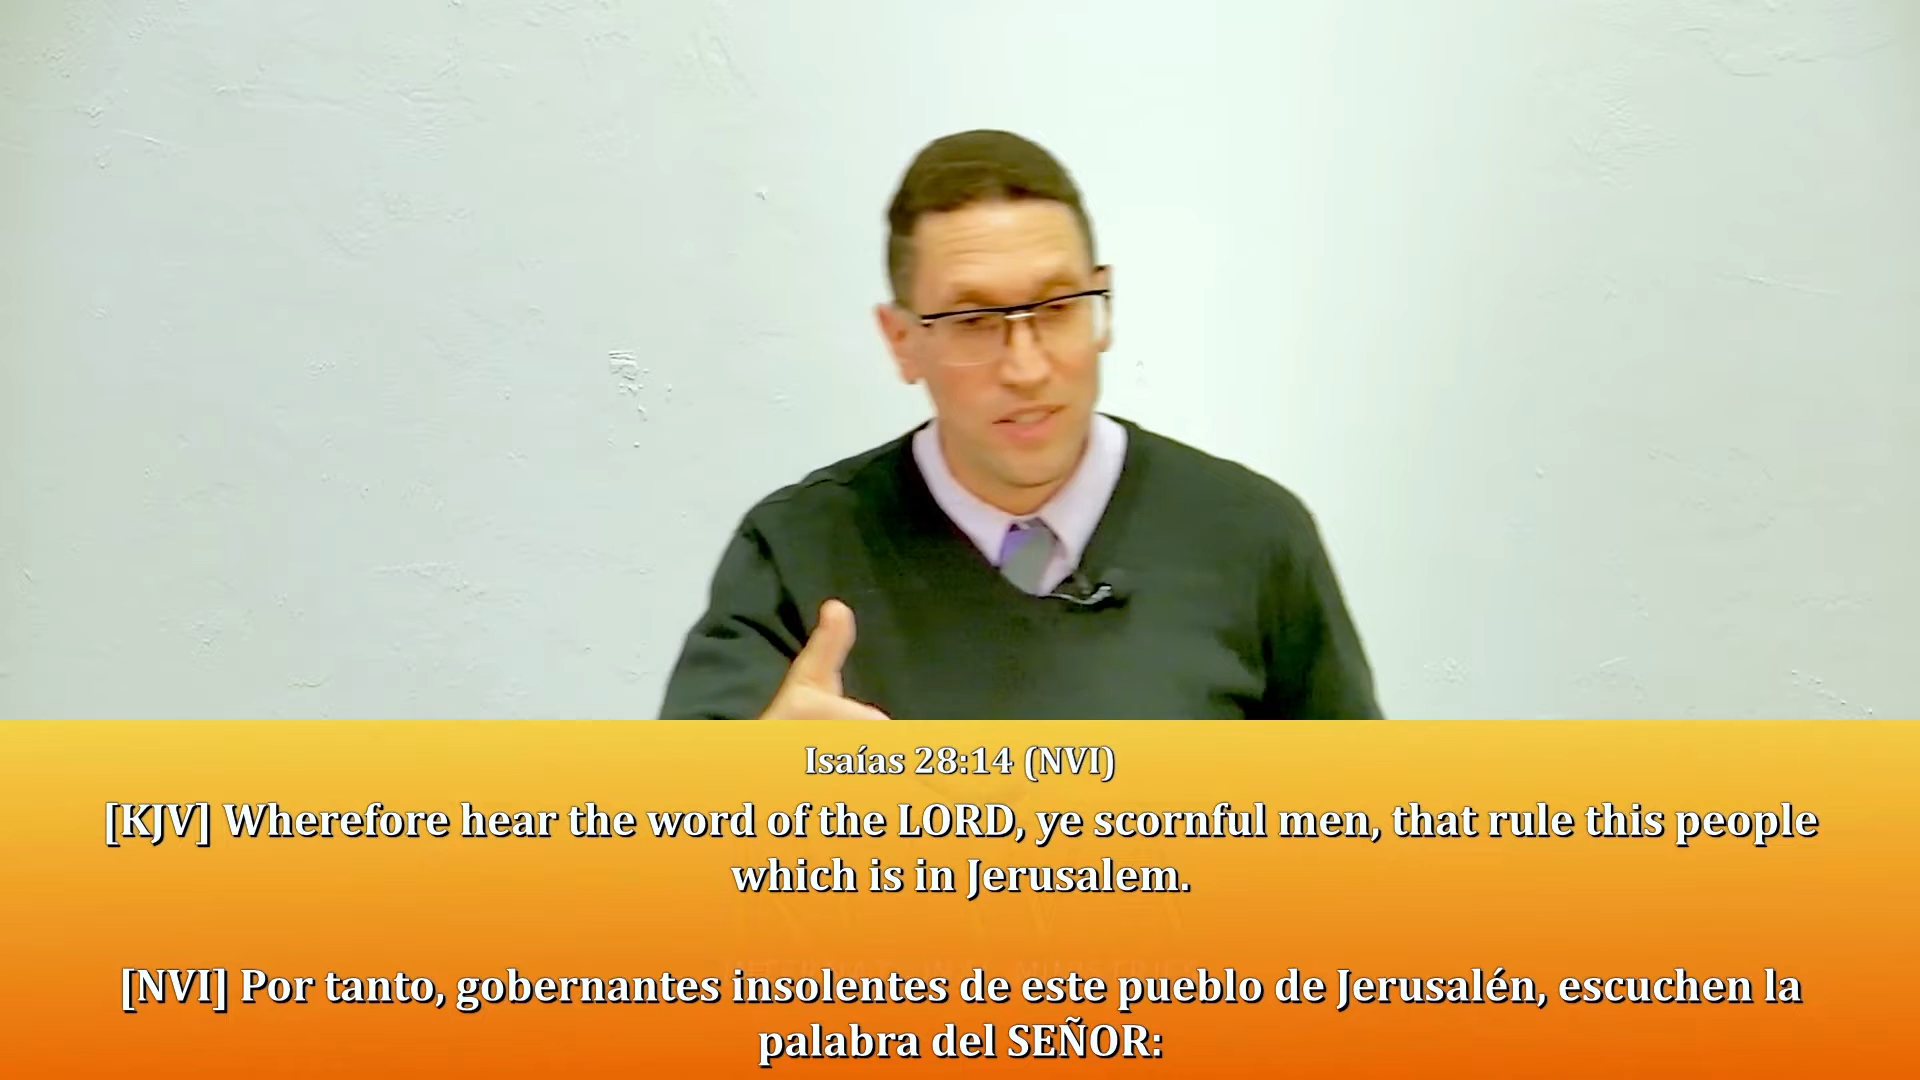 Isaías 28:14 (NVI)
[KJV] Wherefore hear the word of the LORD, ye scornful men, that rule this people
which is in Jerusalem.
[NVI] Por tanto, gobernantes insolentes de este pueblo de Jerusalén, escuchen la
palabra del SEÑOR: